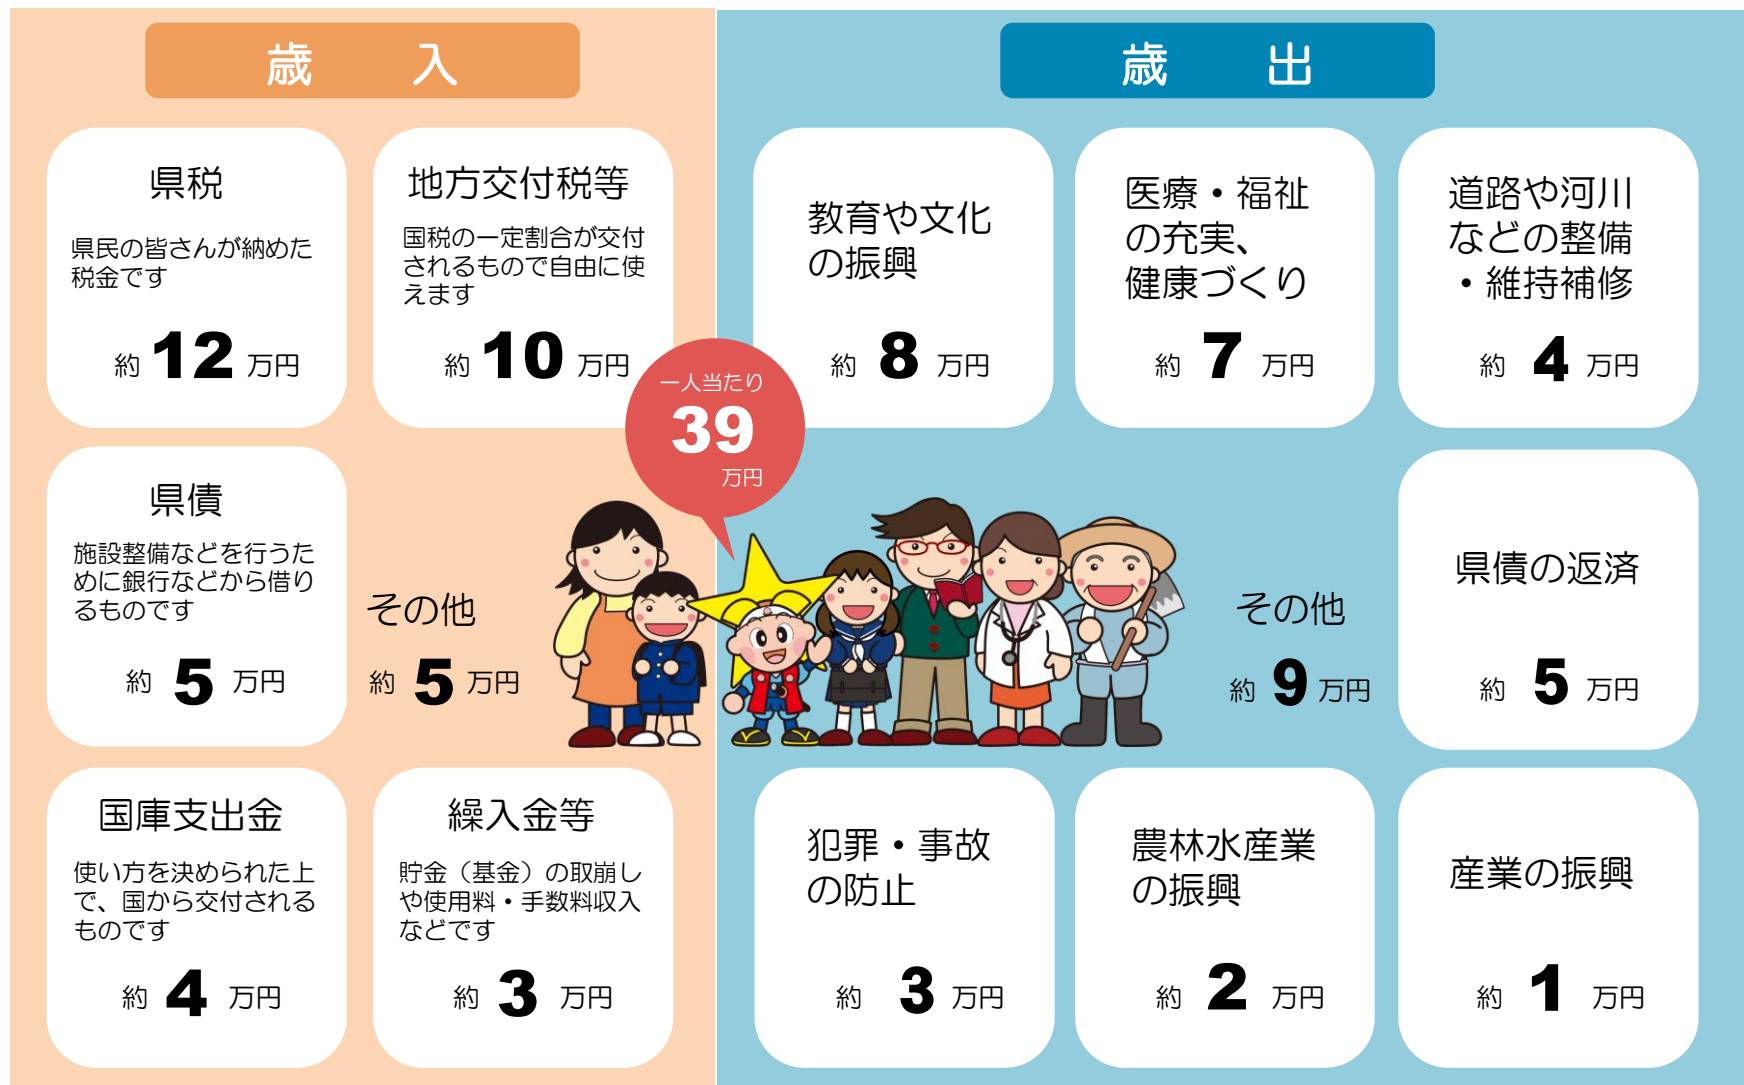 歳入
県税
県民の皆さんが納めた
税金です
約12万円
地方交付税等
国税の一定割合が交付
されるもので自由に使
えます
約10万円
県債
施設整備などを行うた
めに銀行などから借り
るものです
約5万円
その他
約5万円
国庫支出金
使い方を決められた上
で、国から交付される
ものです
約4万円
繰入金等
貯金（基金）の取崩し
や使用料・手数料収入
などです
約3万円
一人当たり
39
万円
歳出
教育や文化
の振興
約8万円
医療・福祉
の充実、
健康づくり
約7万円
道路や河川
などの整備
・維持補修
約4万円
その他
約9万円
県債の返済
約5万円
犯罪・事故
の防止
約3万円
農林水産業
の振興
約2万円
産業の振興
約1万円